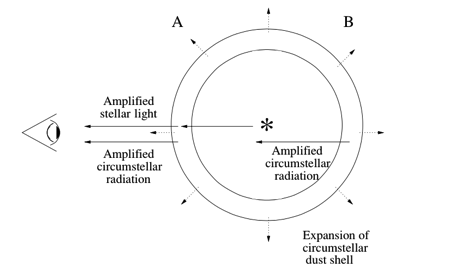 A
B
Amplified
stellar light
*
Amplified
circumstellar
radiation
Amplified
circumstellar
radiation
Expansion of
circumstellar
dust shell